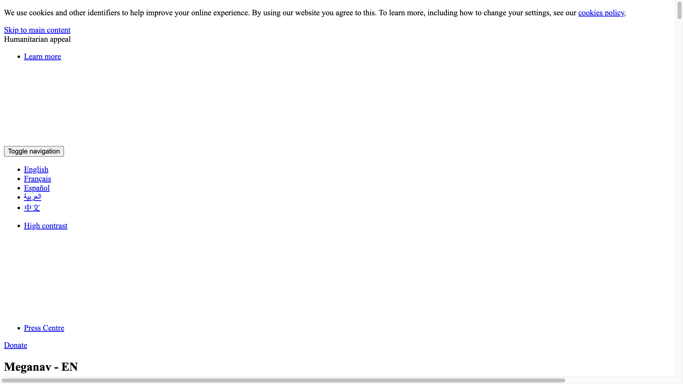 We use cookies and other identifiers to help improve your online experience. By using our website you agree to this. To learn more, including how to change your settings, see our cookies policy.
Skip to main content
Humanitarian appeal
Learn more
Toggle navigation
English
Français
Español
العربية
中文
High contrast
Press Centre
Donate
Meganav - EN